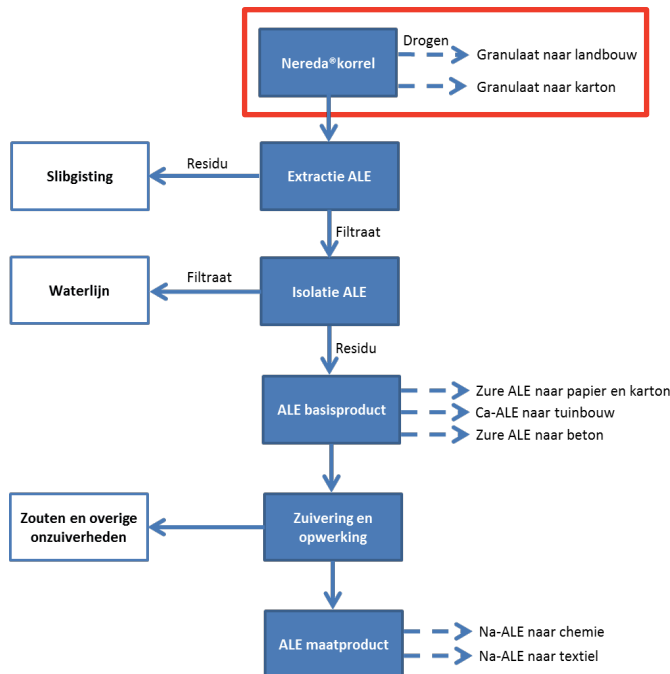 Drogen
Nereda®korrel
Granulaat naar landbouw
Granulaat naar karton
Residu
Slibgisting
Extractie ALE
Filtraat
Filtraat
Waterlijn
Isolatie ALE
Residu
ALE basisproduct
Zure ALE naar papier en karton
Ca-ALE naar tuinbouw
Zure ALE naar beton
Zouten en overige
onzuiverheden
Zuivering en
opwerking
ALE maatproduct
Na-ALE naar chemie
Na-ALE naar textiel